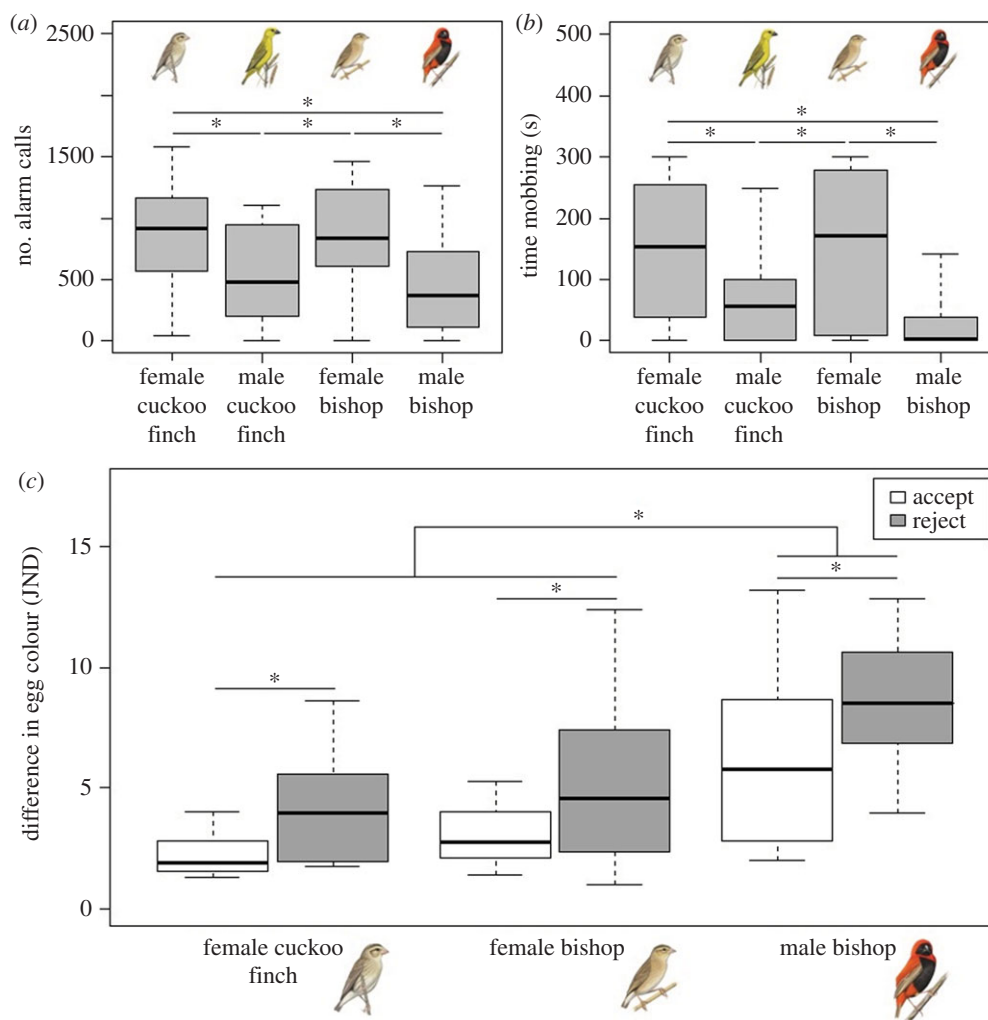 (a)
2500
1500
500
0
no. alarm calls
*
* * *
female
cuckoo
finch
male
cuckoo
finch
female
bishop
male
bishop
(b)
500
400
300
200
100
0
time mobbing (s)
*
* * *
female
cuckoo
finch
male
cuckoo
finch
female
bishop
male
bishop
(c)
accept
reject
15
10
5
0
difference in egg colour (JND)
*
*
*
*
female cuckoo
finch
female bishop
male bishop